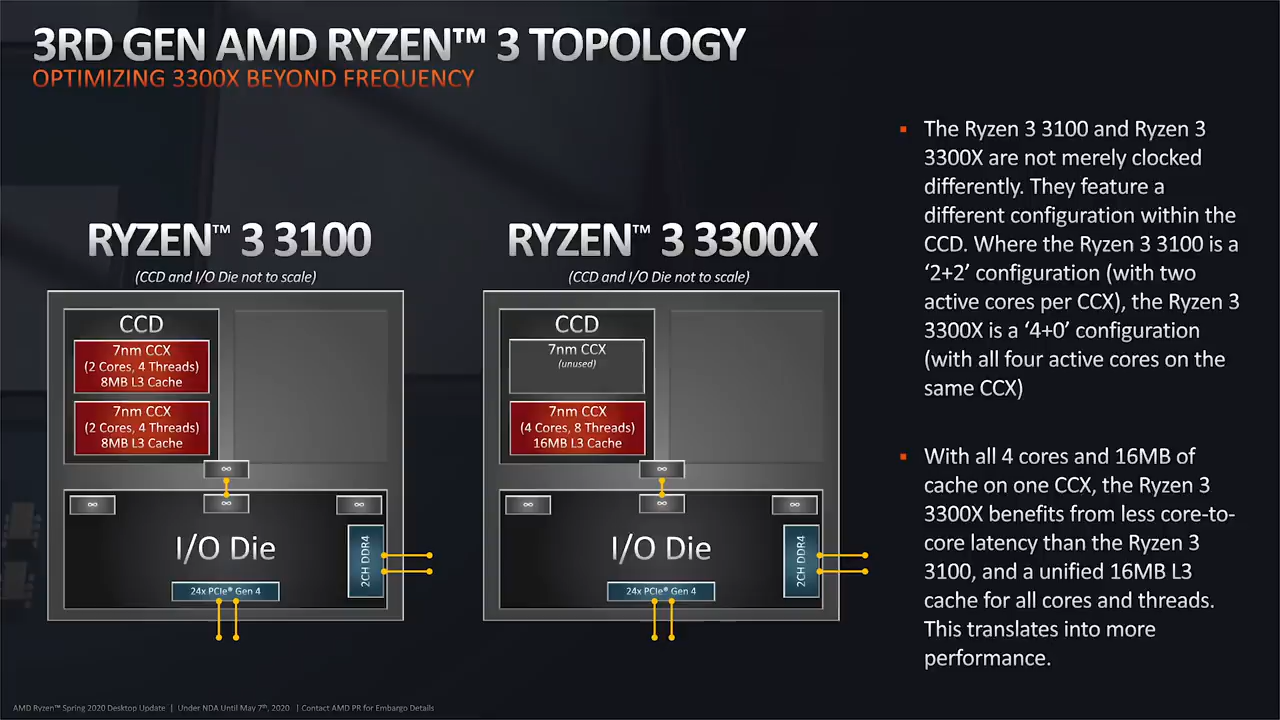 3RD GEN AMD RYZEN™ 3 TOPOLOGY
OPTIMIZING 3300X BEYOND FREQUENCY
RYZEN™ 3 3100
(CCD and I/O Die not to scale)
CCD
7nm CCX
(2 Cores, 4 Threads)
8MB L3 Cache
7nm CCX
(2 Cores, 4 Threads)
8MB L3 Cache
∞
∞
∞
∞
I/O Die
2CH DDR4
24x PCIe® Gen 4
RYZEN™ 3 3300X
(CCD and I/O Die not to scale)
CCD
7nm CCX
(unused)
7nm CCX
(4 Cores, 8 Threads)
16MB L3 Cache
∞
∞
∞
∞
I/O Die
2CH DDR4
24x PCIe® Gen 4
▪ The Ryzen 3 3100 and Ryzen 3
3300X are not merely clocked
differently. They feature a
different configuration within the
CCD. Where the Ryzen 3 3100 is a
‘2+2’ configuration (with two
active cores per CCX), the Ryzen 3
3300X is a ‘4+0’ configuration
(with all four active cores on the
same CCX)
▪ With all 4 cores and 16MB of
cache on one CCX, the Ryzen 3
3300X benefits from less core-to-
core latency than the Ryzen 3
3100, and a unified 16MB L3
cache for all cores and threads.
This translates into more
performance.
AMD Ryzen™ Spring 2020 Desktop Update | Under NDA Until May 7th, 2020 | Contact AMD PR for Embargo Details